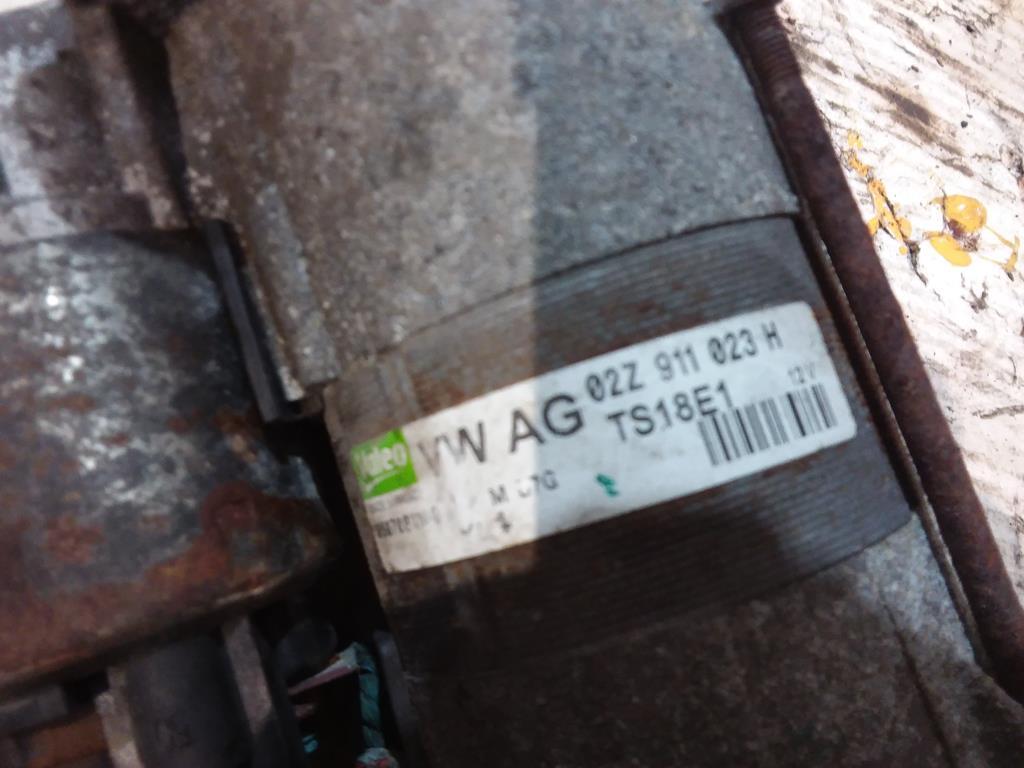 Valeo
VW AG
02Z 911 023 H
TS18E1
12V